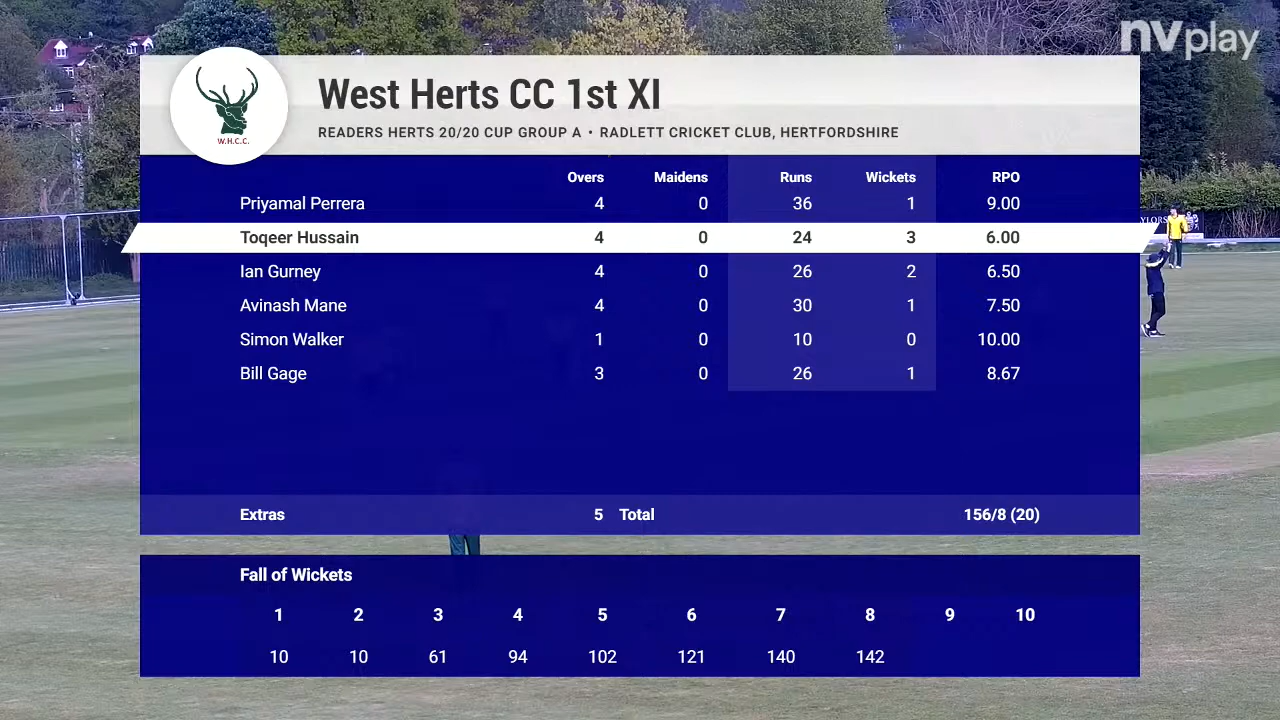 nvplay
West Herts CC 1st XI
READERS HERTS 20/20 CUP GROUP A • RADLETT CRICKET CLUB, HERTFORDSHIRE
W.H.C.C.
Overs Maidens Runs Wickets RPO
Priyamal Perrera 4 0 36 1 9.00
Toqeer Hussain 4 0 24 3 6.00
Ian Gurney 4 0 26 2 6.50
Avinash Mane 4 0 30 1 7.50
Simon Walker 1 0 10 0 10.00
Bill Gage 3 0 26 1 8.67
Extras 5 Total 156/8 (20)
Fall of Wickets
1 2 3 4 5 6 7 8 9 10
10 10 61 94 102 121 140 142